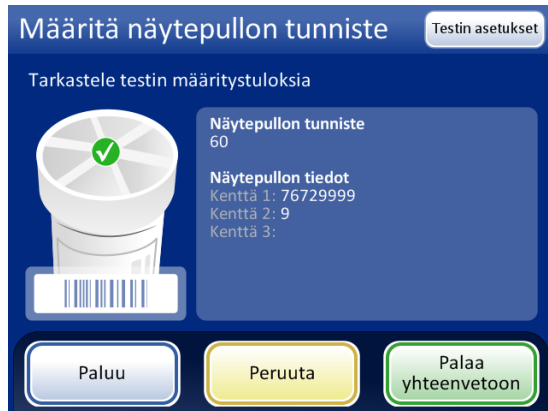 Määritä näytepullon tunniste
Testin asetukset
Tarkastele testin määritystuloksia
Näytepullon tunniste
60
Näytepullon tiedot
Kenttä 1: 76729999
Kenttä 2: 9
Kenttä 3:
Paluu
Peruuta
Palaa
yhteenvetoon